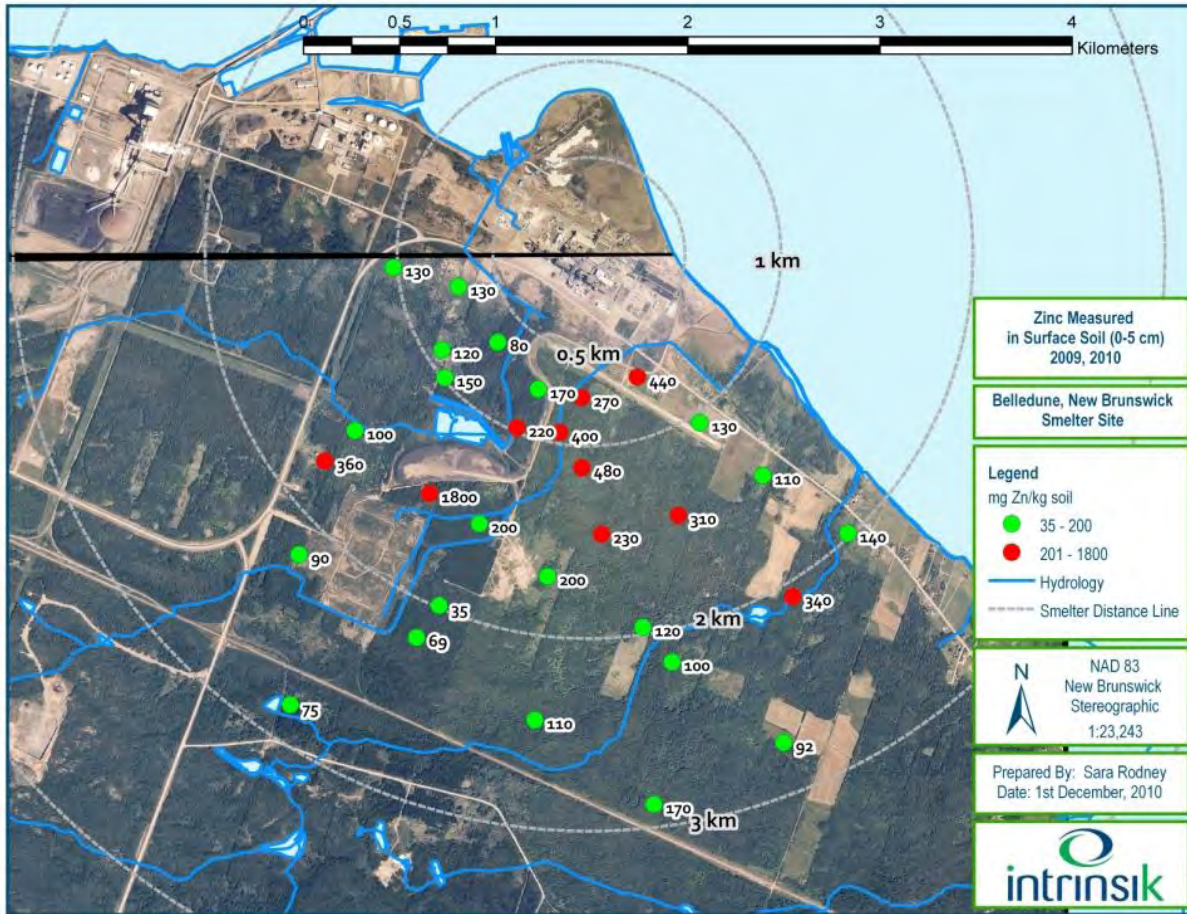 0 0.5 1 2 3 4
Kilometers
1 km
130
130
80
120
0.5 km
150
440
170
270
220
400
130
100
360
480
110
1800
310
200
230
140
90
200
340
35
120
2 km
69
100
75
110
92
170
3 km
Zinc Measured
in Surface Soil (0-5 cm)
2009, 2010
Belledune, New Brunswick
Smelter Site
Legend
mg Zn/kg soil
35 - 200
201 - 1800
Hydrology
Smelter Distance Line
N
NAD 83
New Brunswick
Stereographic
1:23,243
Prepared By: Sara Rodney
Date: 1st December, 2010
intrinsik